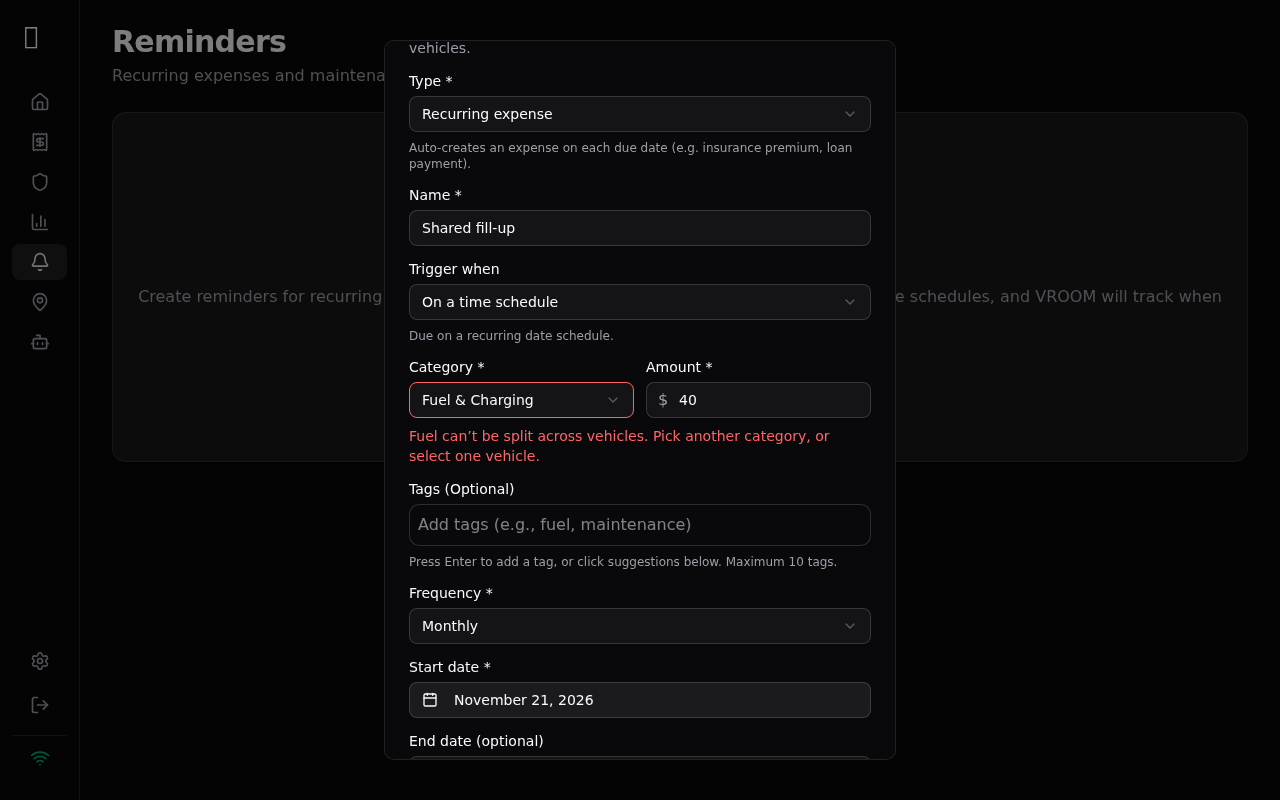 Reminders
Recurring expenses and maintena
vehicles.
Type *
Recurring expense
Auto-creates an expense on each due date (e.g. insurance premium, loan
payment).
Name *
Shared fill-up
Trigger when
On a time schedule
Create reminders for recurring
e schedules, and VROOM will track when
Due on a recurring date schedule.
Category *
Amount *
Fuel & Charging
$ 40
Fuel can’t be split across vehicles. Pick another category, or
select one vehicle.
Tags (Optional)
Add tags (e.g., fuel, maintenance)
Press Enter to add a tag, or click suggestions below. Maximum 10 tags.
Frequency *
Monthly
Start date *
November 21, 2026
End date (optional)